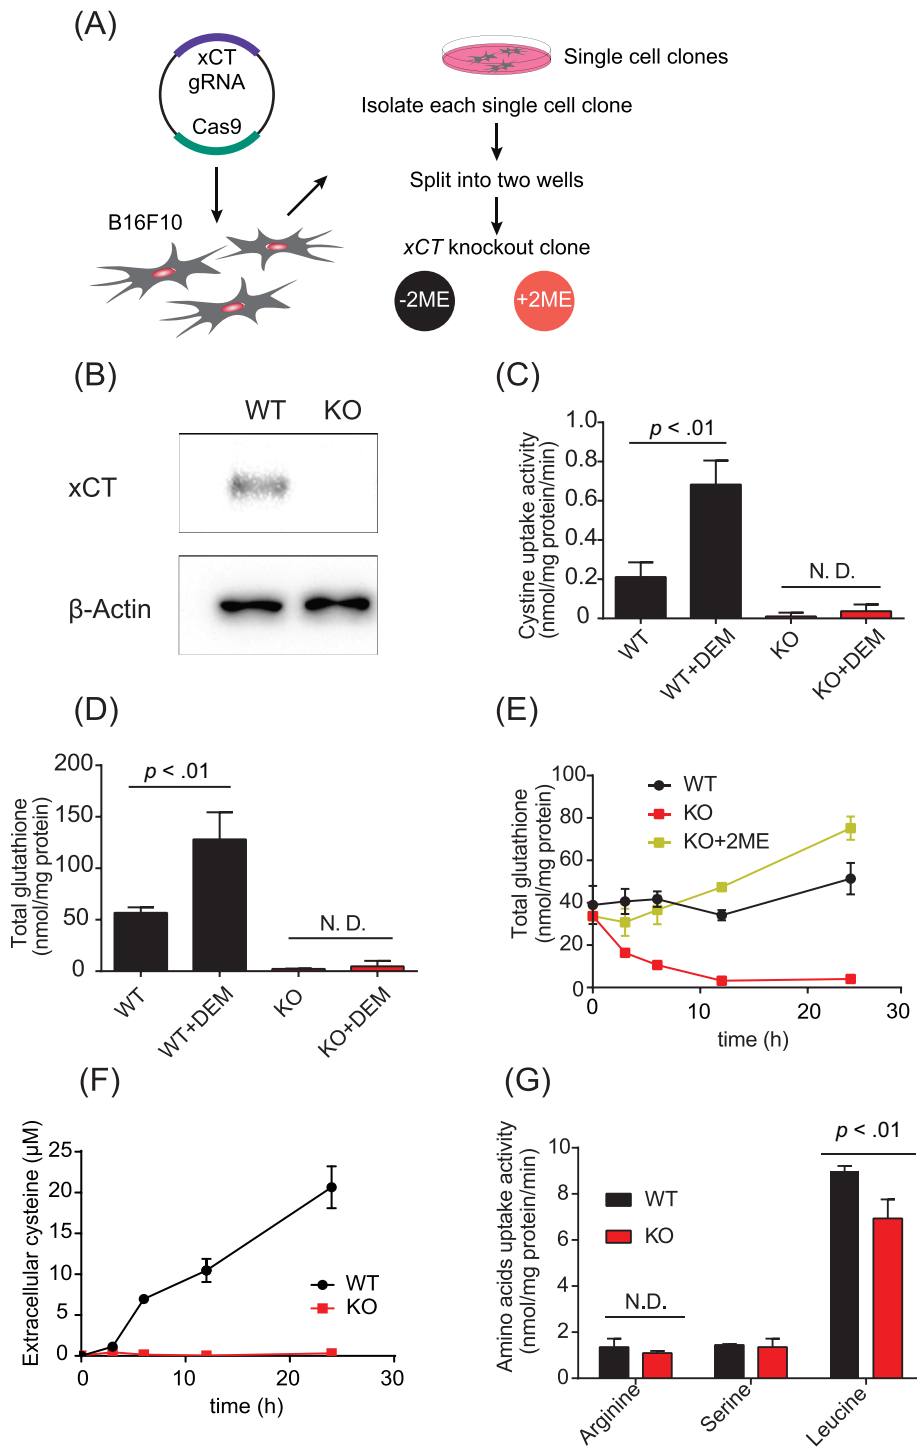 (A)
xCT
gRNA
Cas9
B16F10
Single cell clones
Isolate each single cell clone
Split into two wells
xCT knockout clone
-2ME
+2ME
(B)
WT KO
xCT
β-Actin
(C)
Cystine uptake activity
(nmol/mg protein/min)
1.0
0.8
0.6
0.4
0.2
0
p < .01
N. D.
WT
WT+DEM
KO
KO+DEM
(D)
Total glutathione
(nmol/mg protein)
200
150
100
50
0
p < .01
N. D.
WT
WT+DEM
KO
KO+DEM
(E)
Total glutathione
(nmol/mg protein)
100
80
60
40
20
0
WT
KO
KO+2ME
0 10 20 30
time (h)
(F)
Extracellular cysteine (µM)
25
20
15
10
5
0
WT
KO
0 10 20 30
time (h)
(G)
Amino acids uptake activity
(nmol/mg protein/min)
10
8
6
4
2
0
WT
KO
N.D.
p < .01
Arginine
Serine
Leucine